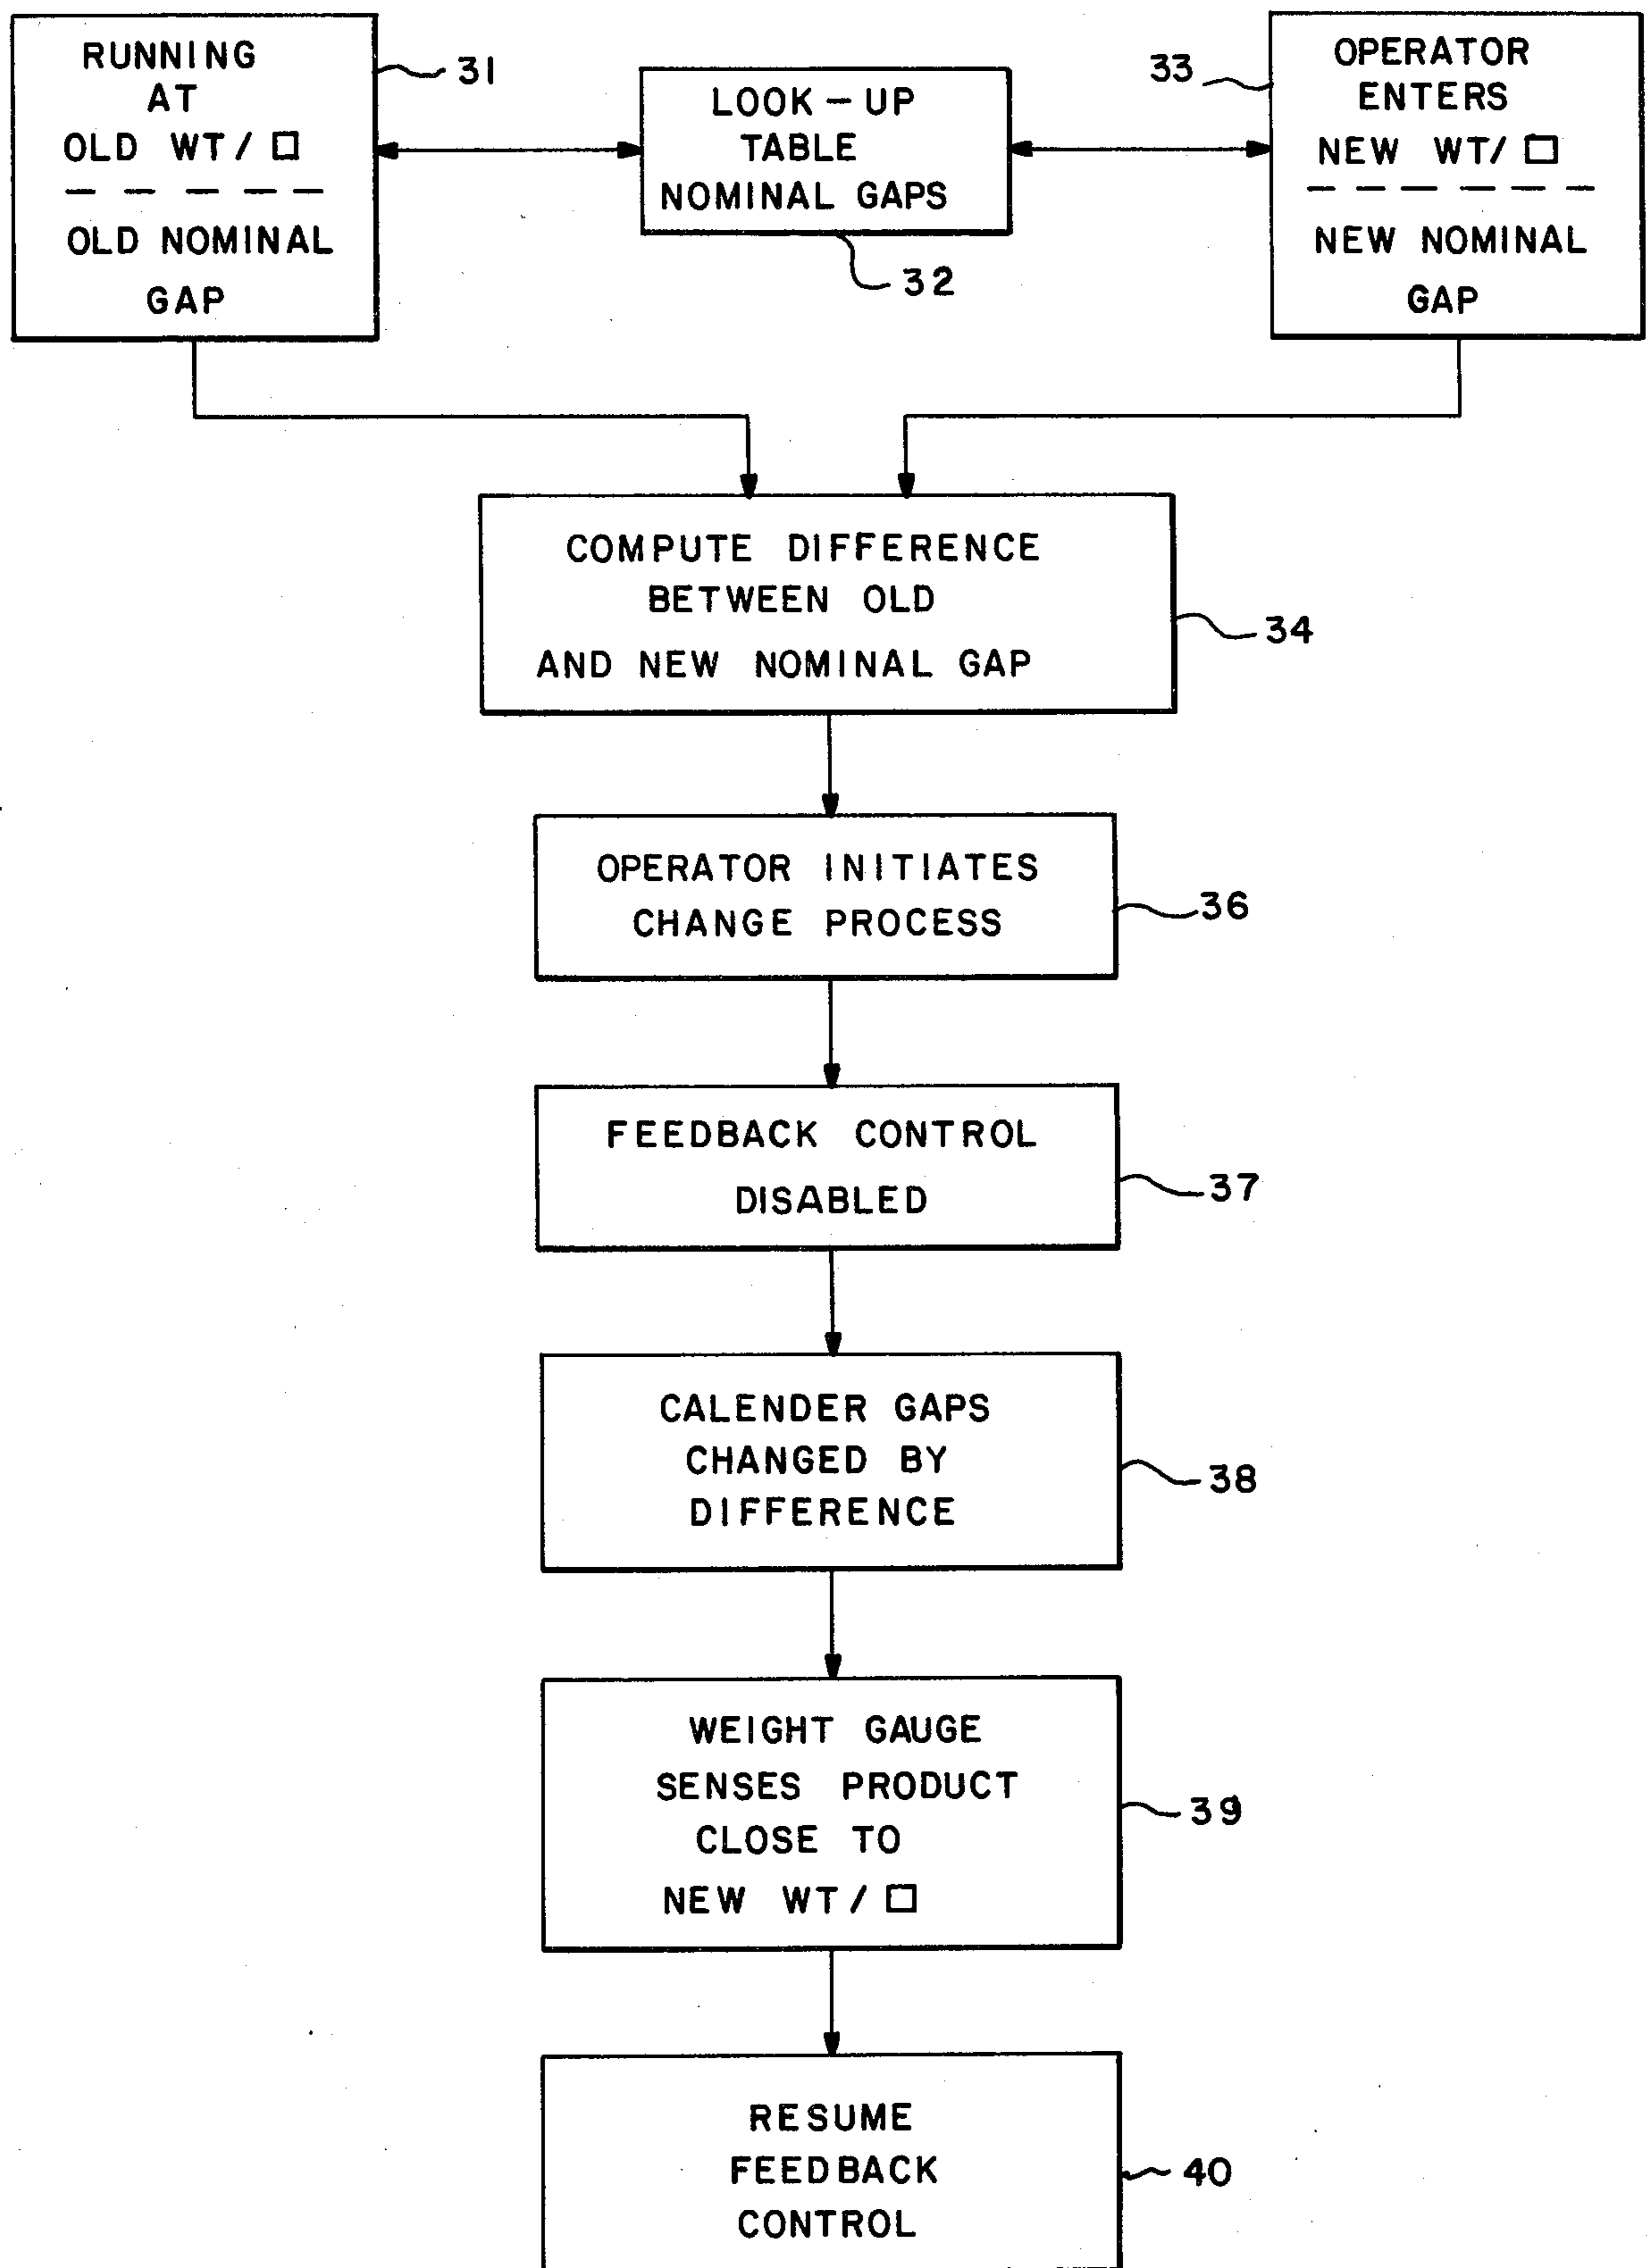 RUNNING
AT
OLD WT/ □
OLD NOMINAL
GAP
31
LOOK-UP
TABLE
NOMINAL GAPS
32
33
OPERATOR
ENTERS
NEW WT/ □
NEW NOMINAL
GAP
COMPUTE DIFFERENCE
BETWEEN OLD
AND NEW NOMINAL GAP
34
OPERATOR INITIATES
CHANGE PROCESS
36
FEEDBACK CONTROL
DISABLED
37
CALENDER GAPS
CHANGED BY
DIFFERENCE
38
WEIGHT GAUGE
SENSES PRODUCT
CLOSE TO
NEW WT/ □
39
RESUME
FEEDBACK
CONTROL
40